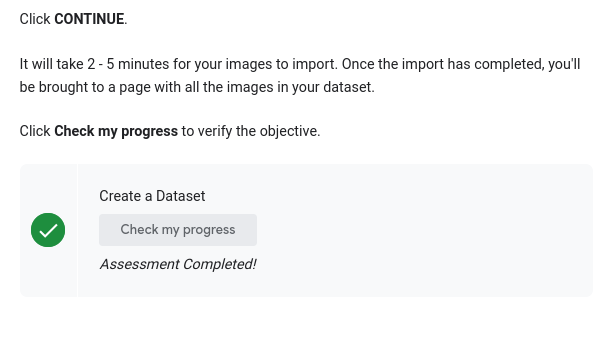 Click CONTINUE.
It will take 2 - 5 minutes for your images to import. Once the import has completed, you'll
be brought to a page with all the images in your dataset.
Click Check my progress to verify the objective.
Create a Dataset
Check my progress
Assessment Completed!